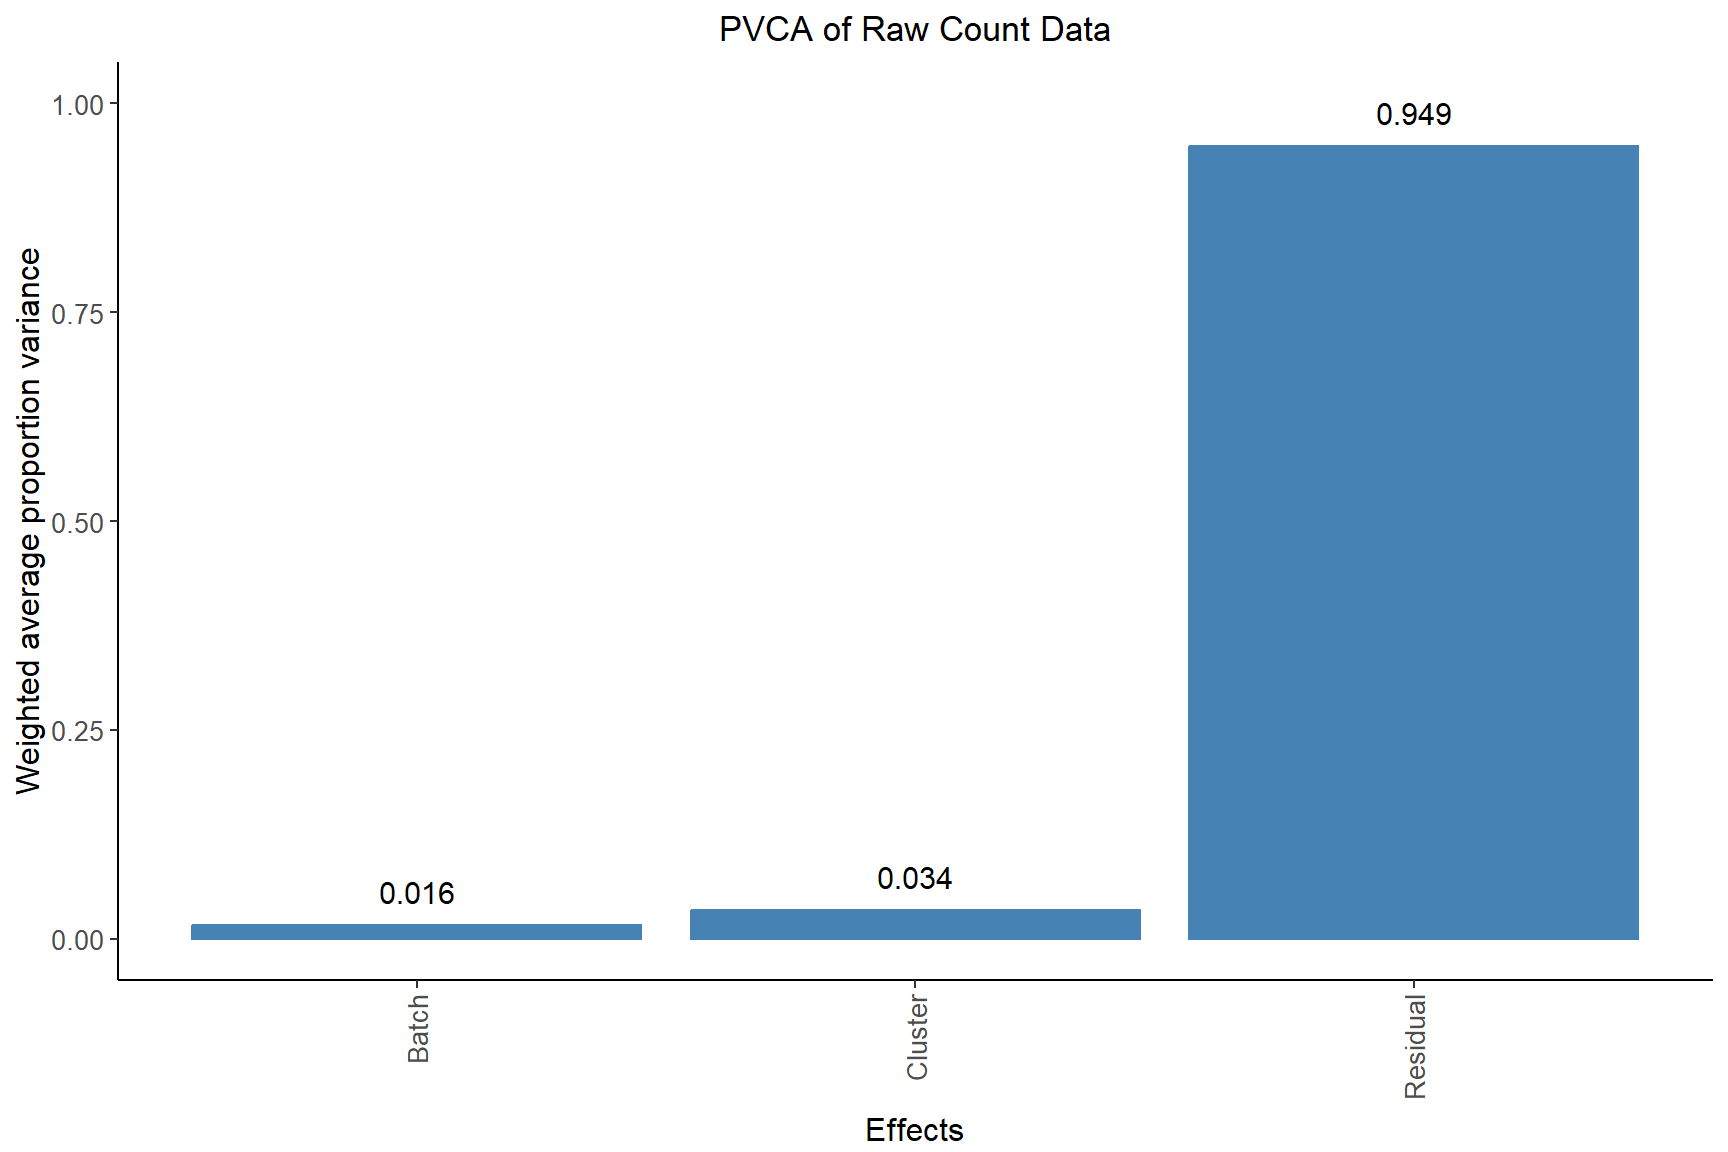 PVCA of Raw Count Data
Weighted average proportion variance
1.00
0.75
0.50
0.25
0.00
0.016
0.034
0.949
Batch
Cluster
Residual
Effects